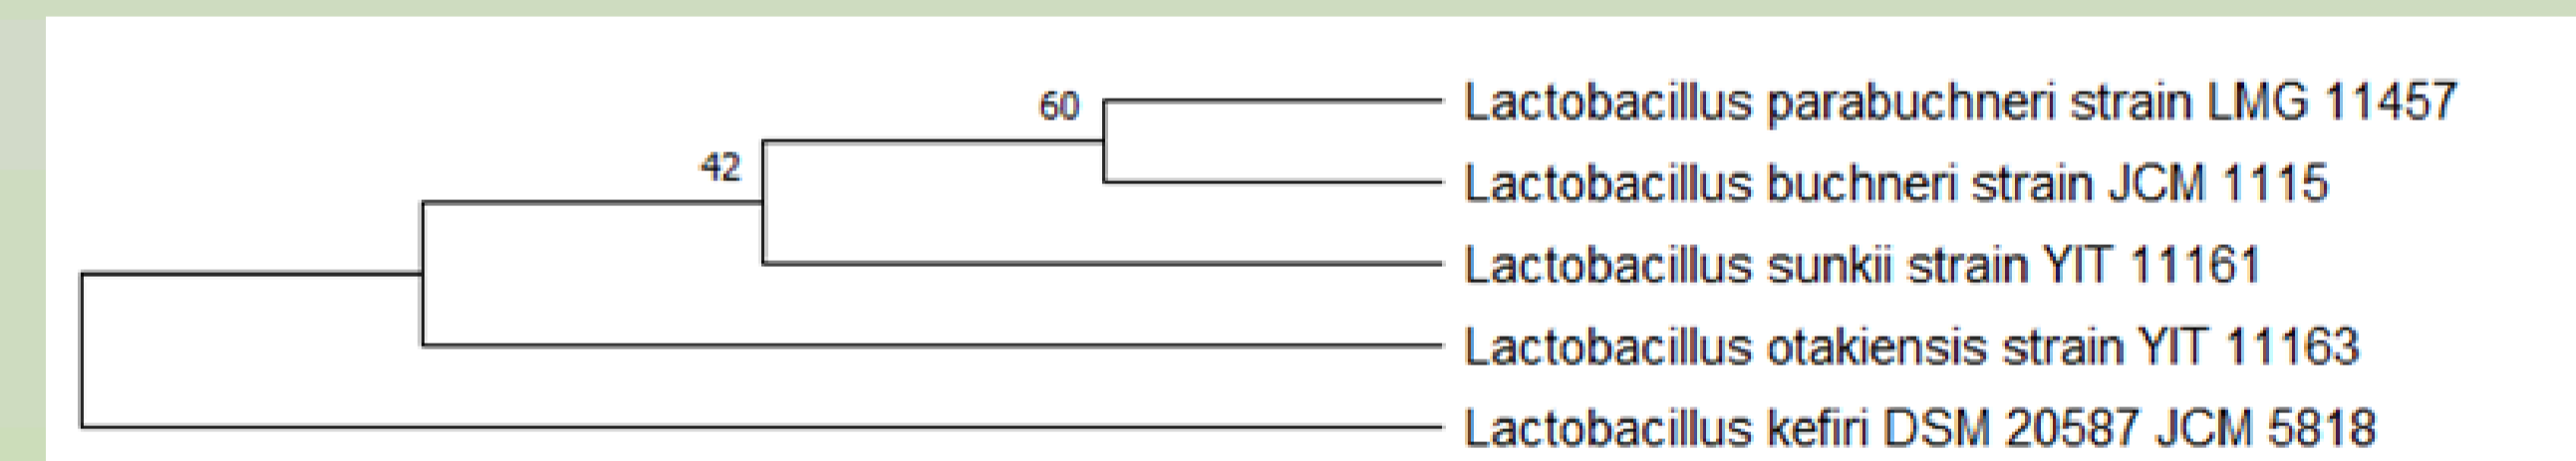 60
Lactobacillus parabuchneri strain LMG 11457
42
Lactobacillus buchneri strain JCM 1115
Lactobacillus sunkii strain YIT 11161
Lactobacillus otakiensis strain YIT 11163
Lactobacillus kefiri DSM 20587 JCM 5818